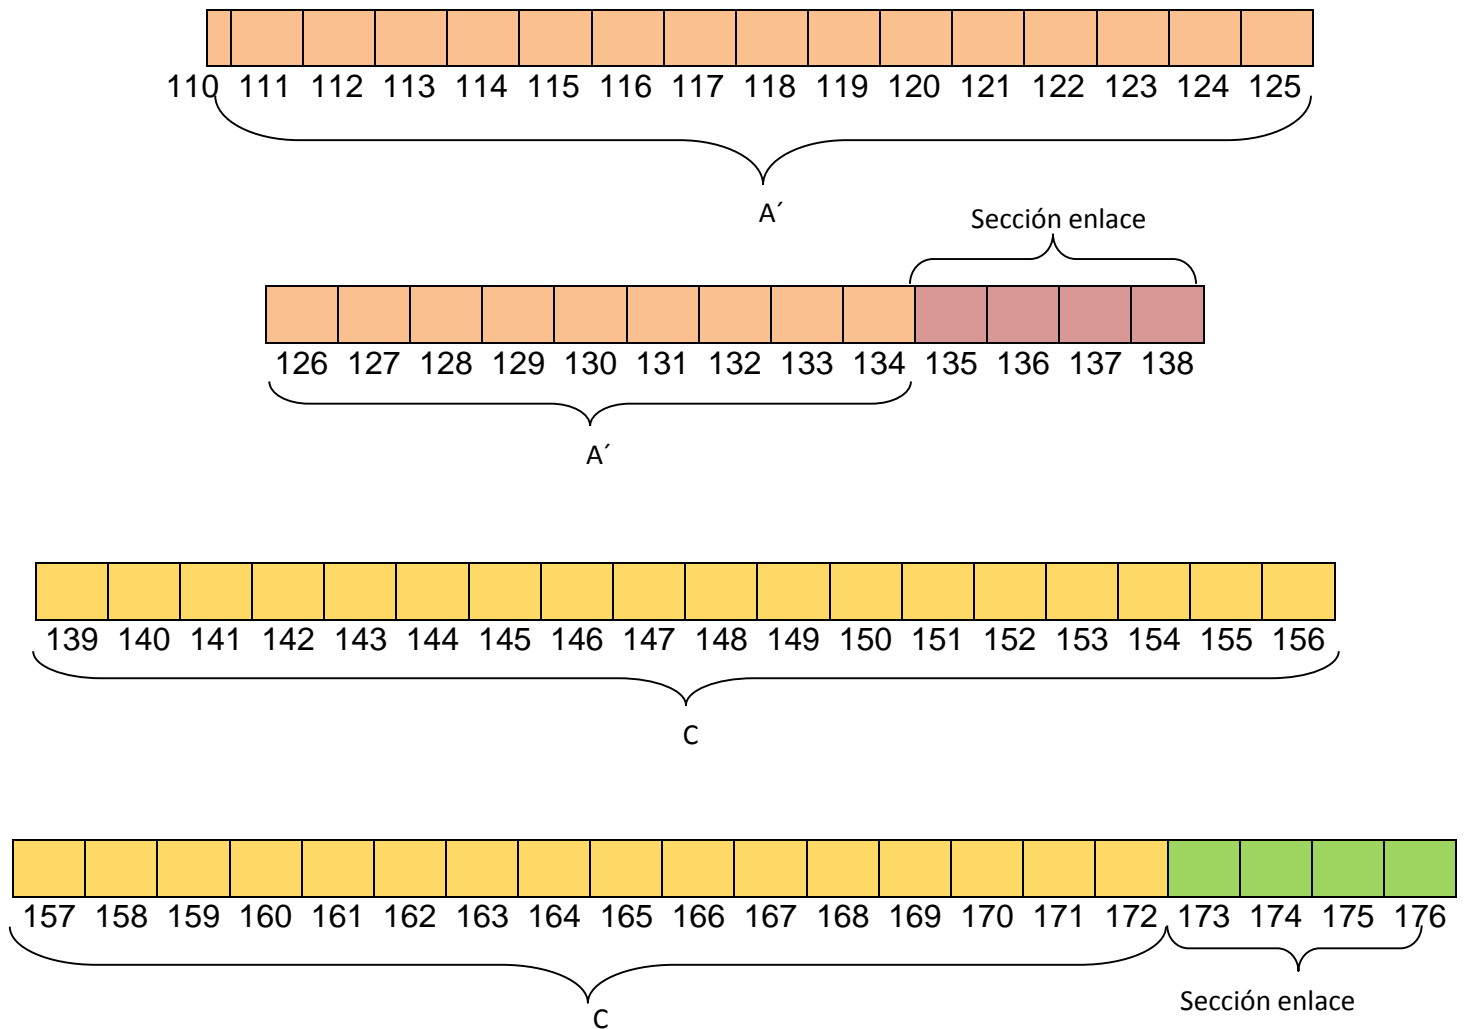 110 111 112 113 114 115 116 117 118 119 120 121 122 123 124 125
A´
Sección enlace
126 127 128 129 130 131 132 133 134 135 136 137 138
A´
139 140 141 142 143 144 145 146 147 148 149 150 151 152 153 154 155 156
C
157 158 159 160 161 162 163 164 165 166 167 168 169 170 171 172 173 174 175 176
Sección enlace
C